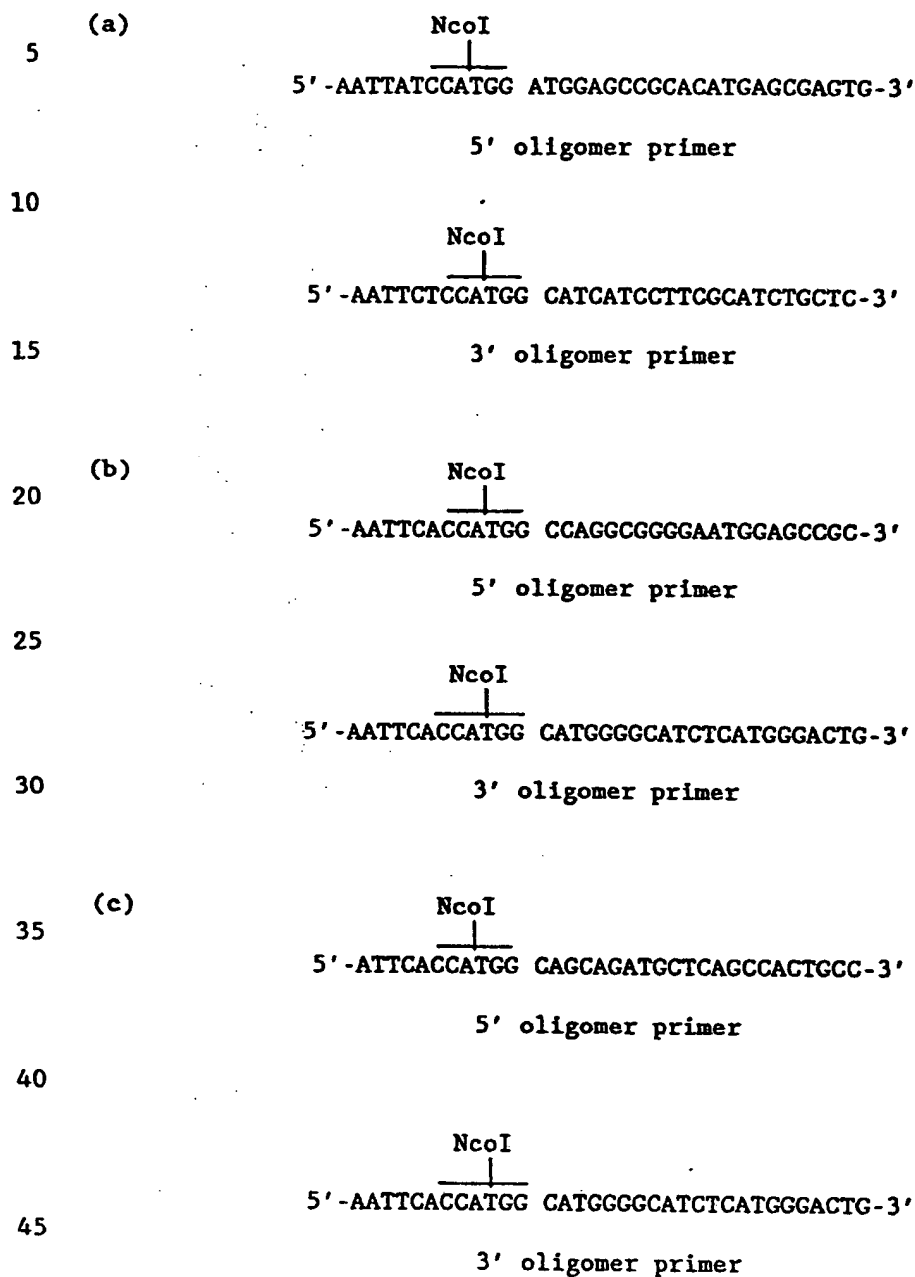 (a)
NcoI
5
5'-AATTATCCATGG ATGGAGCCGCACATGAGCGAGTG-3'
5' oligomer primer
10
NcoI
5'-AATTCTCCATGG CATCATCCTTCGCATCTGCTC-3'
15
3' oligomer primer
(b)
NcoI
20
5'-AATTCACCATGG CCAGGCGGGGAATGGAGCCGC-3'
5' oligomer primer
25
NcoI
5'-AATTCACCATGG CATGGGGCATCTCATGGGACTG-3'
30
3' oligomer primer
(c)
NcoI
35
5'-ATTCACCATGG CAGCAGATGCTCAGCCACTGCC-3'
5' oligomer primer
40
NcoI
5'-AATTCACCATGG CATGGGGCATCTCATGGGACTG-3'
45
3' oligomer primer